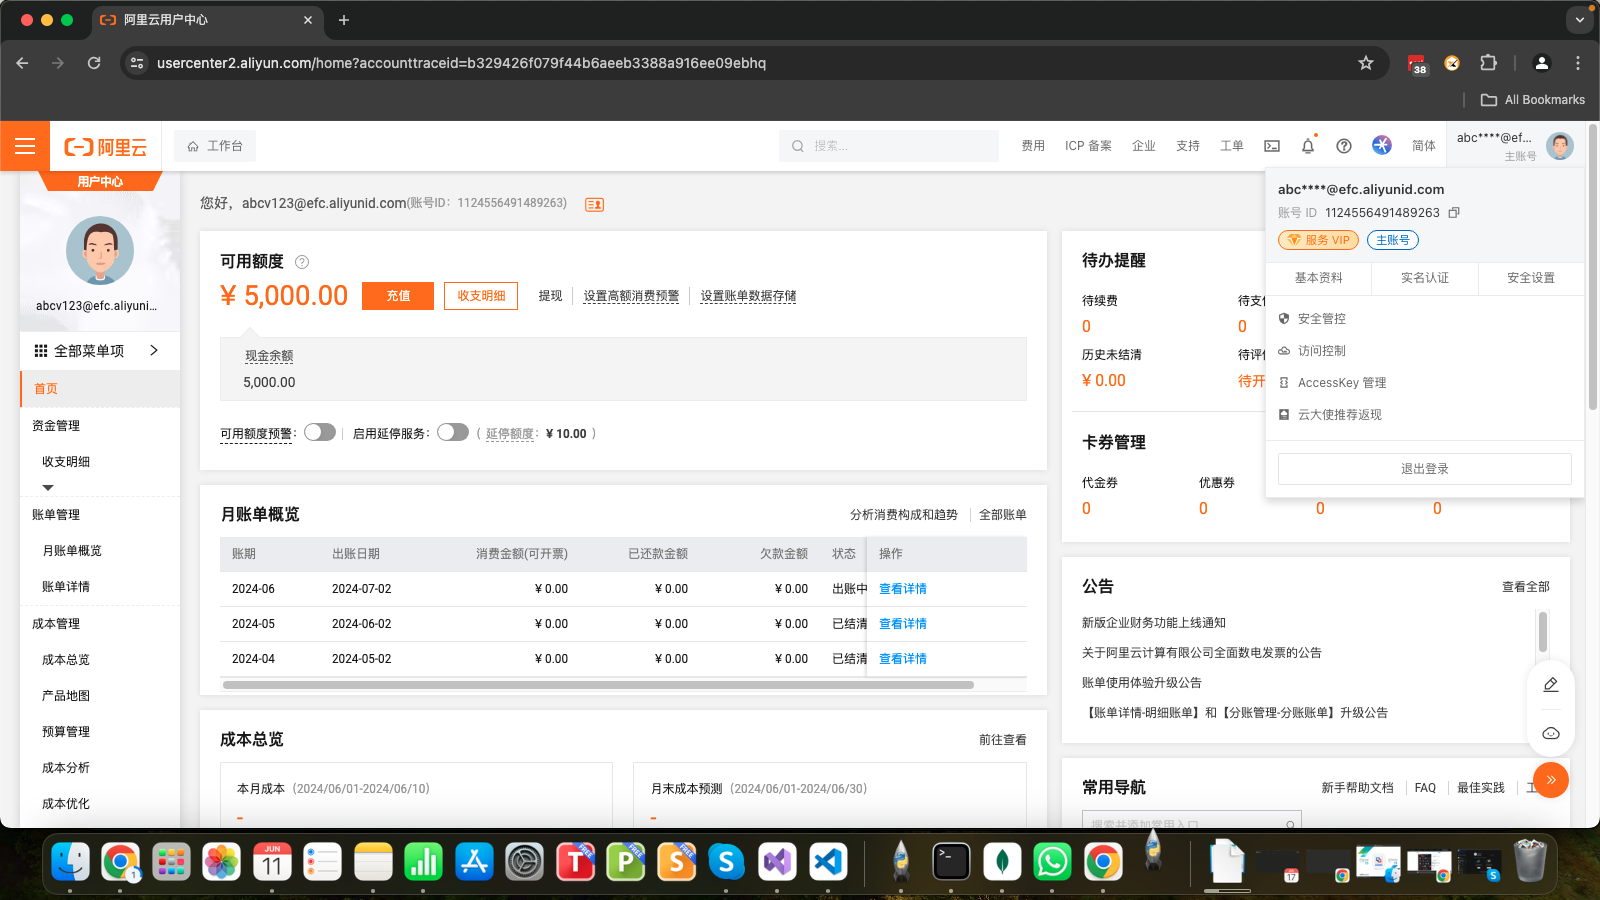 阿里云用户中心
usercenter2.aliyun.com/home?accounttraceid=b329426f079f44b6aeeb3388a916ee09ebhq
38
All Bookmarks
阿里云
工作台
搜索...
费用
ICP 备案
企业
支持
工单
简体
abc****@ef...
主账号
用户中心
abcv123@efc.aliyuni...
全部菜单项
首页
资金管理
收支明细
账单管理
月账单概览
账单详情
成本管理
成本总览
产品地图
预算管理
成本分析
成本优化
您好，abcv123@efc.aliyunid.com(账号ID：1124556491489263)
可用额度
¥ 5,000.00
充值
收支明细
提现
设置高额消费预警
设置账单数据存储
现金余额
5,000.00
可用额度预警：
启用延停服务：
( 延停额度： ¥ 10.00 )
月账单概览
分析消费构成和趋势
全部账单
账期 出账日期 消费金额(可开票) 已还款金额 欠款金额 状态 操作
2024-06 2024-07-02 ¥ 0.00 ¥ 0.00 ¥ 0.00 出账中 查看详情
2024-05 2024-06-02 ¥ 0.00 ¥ 0.00 ¥ 0.00 已结清 查看详情
2024-04 2024-05-02 ¥ 0.00 ¥ 0.00 ¥ 0.00 已结清 查看详情
成本总览
前往查看
本月成本 (2024/06/01-2024/06/10)
-
月末成本预测 (2024/06/01-2024/06/30)
-
待办提醒
待续费
0
待支
0
历史未结清
¥ 0.00
待评
待开
卡券管理
代金券
0
优惠券
0
0
0
abc****@efc.aliyunid.com
账号 ID 1124556491489263
服务 VIP
主账号
基本资料
实名认证
安全设置
安全管控
访问控制
AccessKey 管理
云大使推荐返现
退出登录
公告
查看全部
新版企业财务功能上线通知
关于阿里云计算有限公司全面数电发票的公告
账单使用体验升级公告
【账单详情-明细账单】和【分账管理-分账账单】升级公告
常用导航
新手帮助文档
FAQ
最佳实践
工
搜索并添加常用入口
1
JUN
11
T
FREE
P
FREE
S
FREE
17